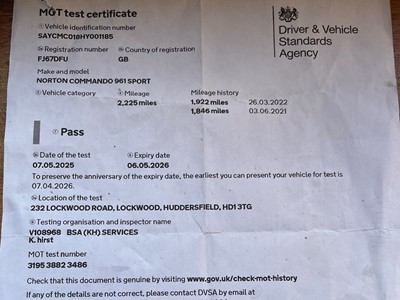 MOT test certificate
Vehicle identification number
SAYCMC018HY001185
Registration number
Country of registration
FJ67DFU
GB
Make and model
NORTON COMMANDO 961 SPORT
Vehicle category
Mileage
Mileage history
2,225 miles
1,922 miles 26.03.2022
1,846 miles 03.06.2021
Driver & Vehicle
Standards
Agency
Pass
Date of the test
Expiry date
07.05.2025
06.05.2026
To preserve the anniversary of the expiry date, the earliest you can present your vehicle for test is
07.04.2026.
Location of the test
232 LOCKWOOD ROAD, LOCKWOOD, HUDDERSFIELD, HD1 3TG
Testing organisation and inspector name
V108968 BSA (KH) SERVICES
K. hirst
MOT test number
3195 3882 3486
Check that this document is genuine by visiting www.gov.uk/check-mot-history
If any of the details are not correct, please contact DVSA by email at